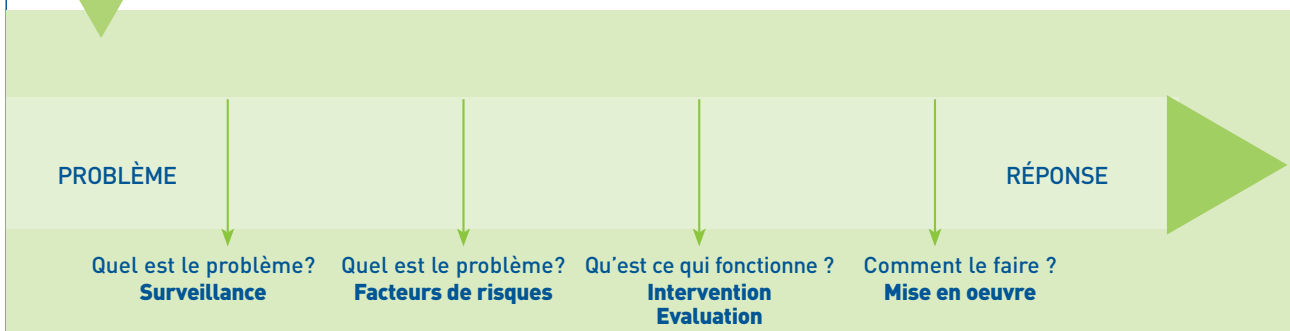 PROBLÈME
RÉPONSE
Quel est le problème?
Surveillance
Quel est le problème?
Facteurs de risques
Qu'est ce qui fonctionne ?
Intervention
Evaluation
Comment le faire ?
Mise en oeuvre